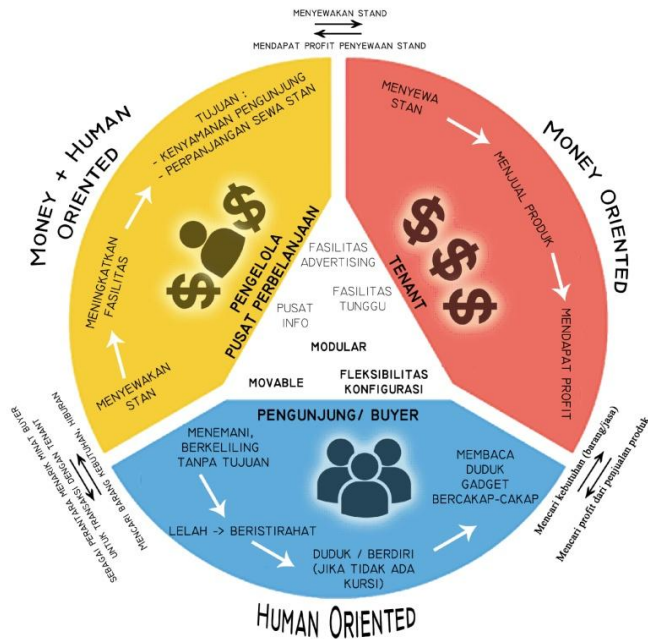 MENYEWAKAN STAND
MENDAPAT PROFIT PENYEWAAN STAND
MONEY + HUMAN
ORIENTED
TUJUAN :
- KENYAMANAN PENGUNJUNG
- PERPANJANGAN SEWA STAN
MENINGKATKAN
FASILITAS
MENYEWAKAN
STAN
PENGELOLA
PUSAT PERBELANJAAN
MONEY ORIENTED
MENYEWA
STAN
MENJUAL PRODUK
MENDAPAT PROFIT
TENANT
FASILITAS
ADVERTISING
FASILITAS
TUNGGU
PUSAT
INFO
MODULAR
MOVABLE
FLEKSIBILITAS
KONFIGURASI
PENGUNJUNG/ BUYER
MENEMANI,
BERKELILING
TANPA TUJUAN
LELAH -> BERISTIRAHAT
DUDUK / BERDIRI
(JIKA TIDAK ADA
KURSI)
MEMBACA
DUDUK
GADGET
BERCAKAP-CAKAP
HUMAN ORIENTED
MENCARI BARANG KEBUTUHAN, HIBURAN
SEBAGAI PERANTARA MENARIK MINAT BUYER
UNTUK TRANSAKSI DENGAN TENANT
Mencari kebutuhan (barang/jasa)
Mencari profit dari penjualan produk